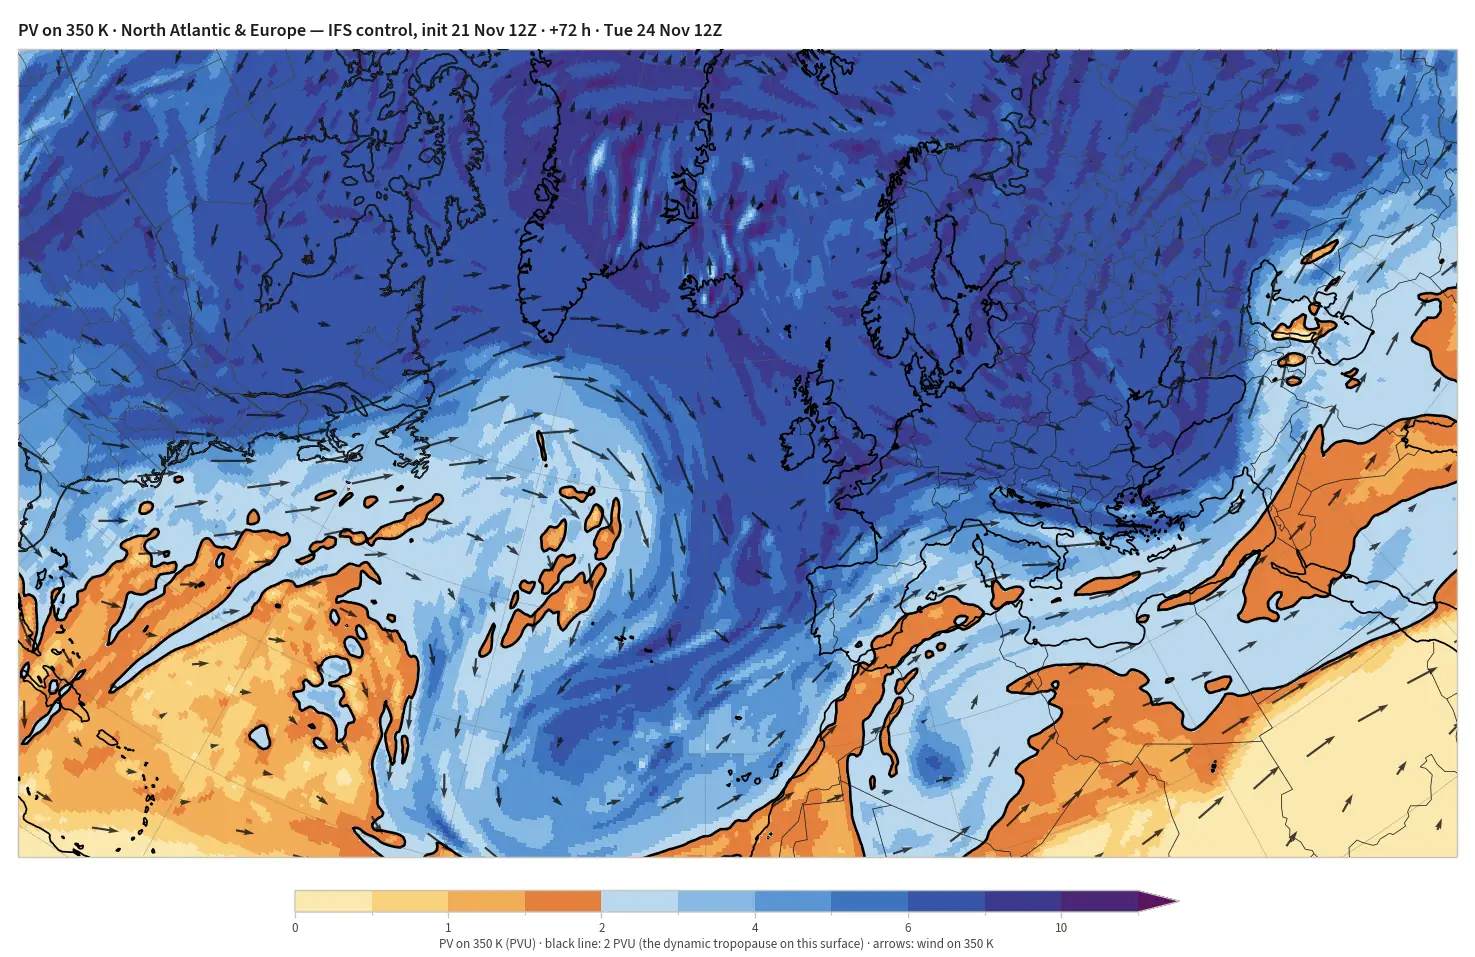 PV on 350 K · North Atlantic & Europe — IFS control, init 21 Nov 12Z · +72 h · Tue 24 Nov 12Z
0 1 2 4 6 10
PV on 350 K (PVU) · black line: 2 PVU (the dynamic tropopause on this surface) · arrows: wind on 350 K